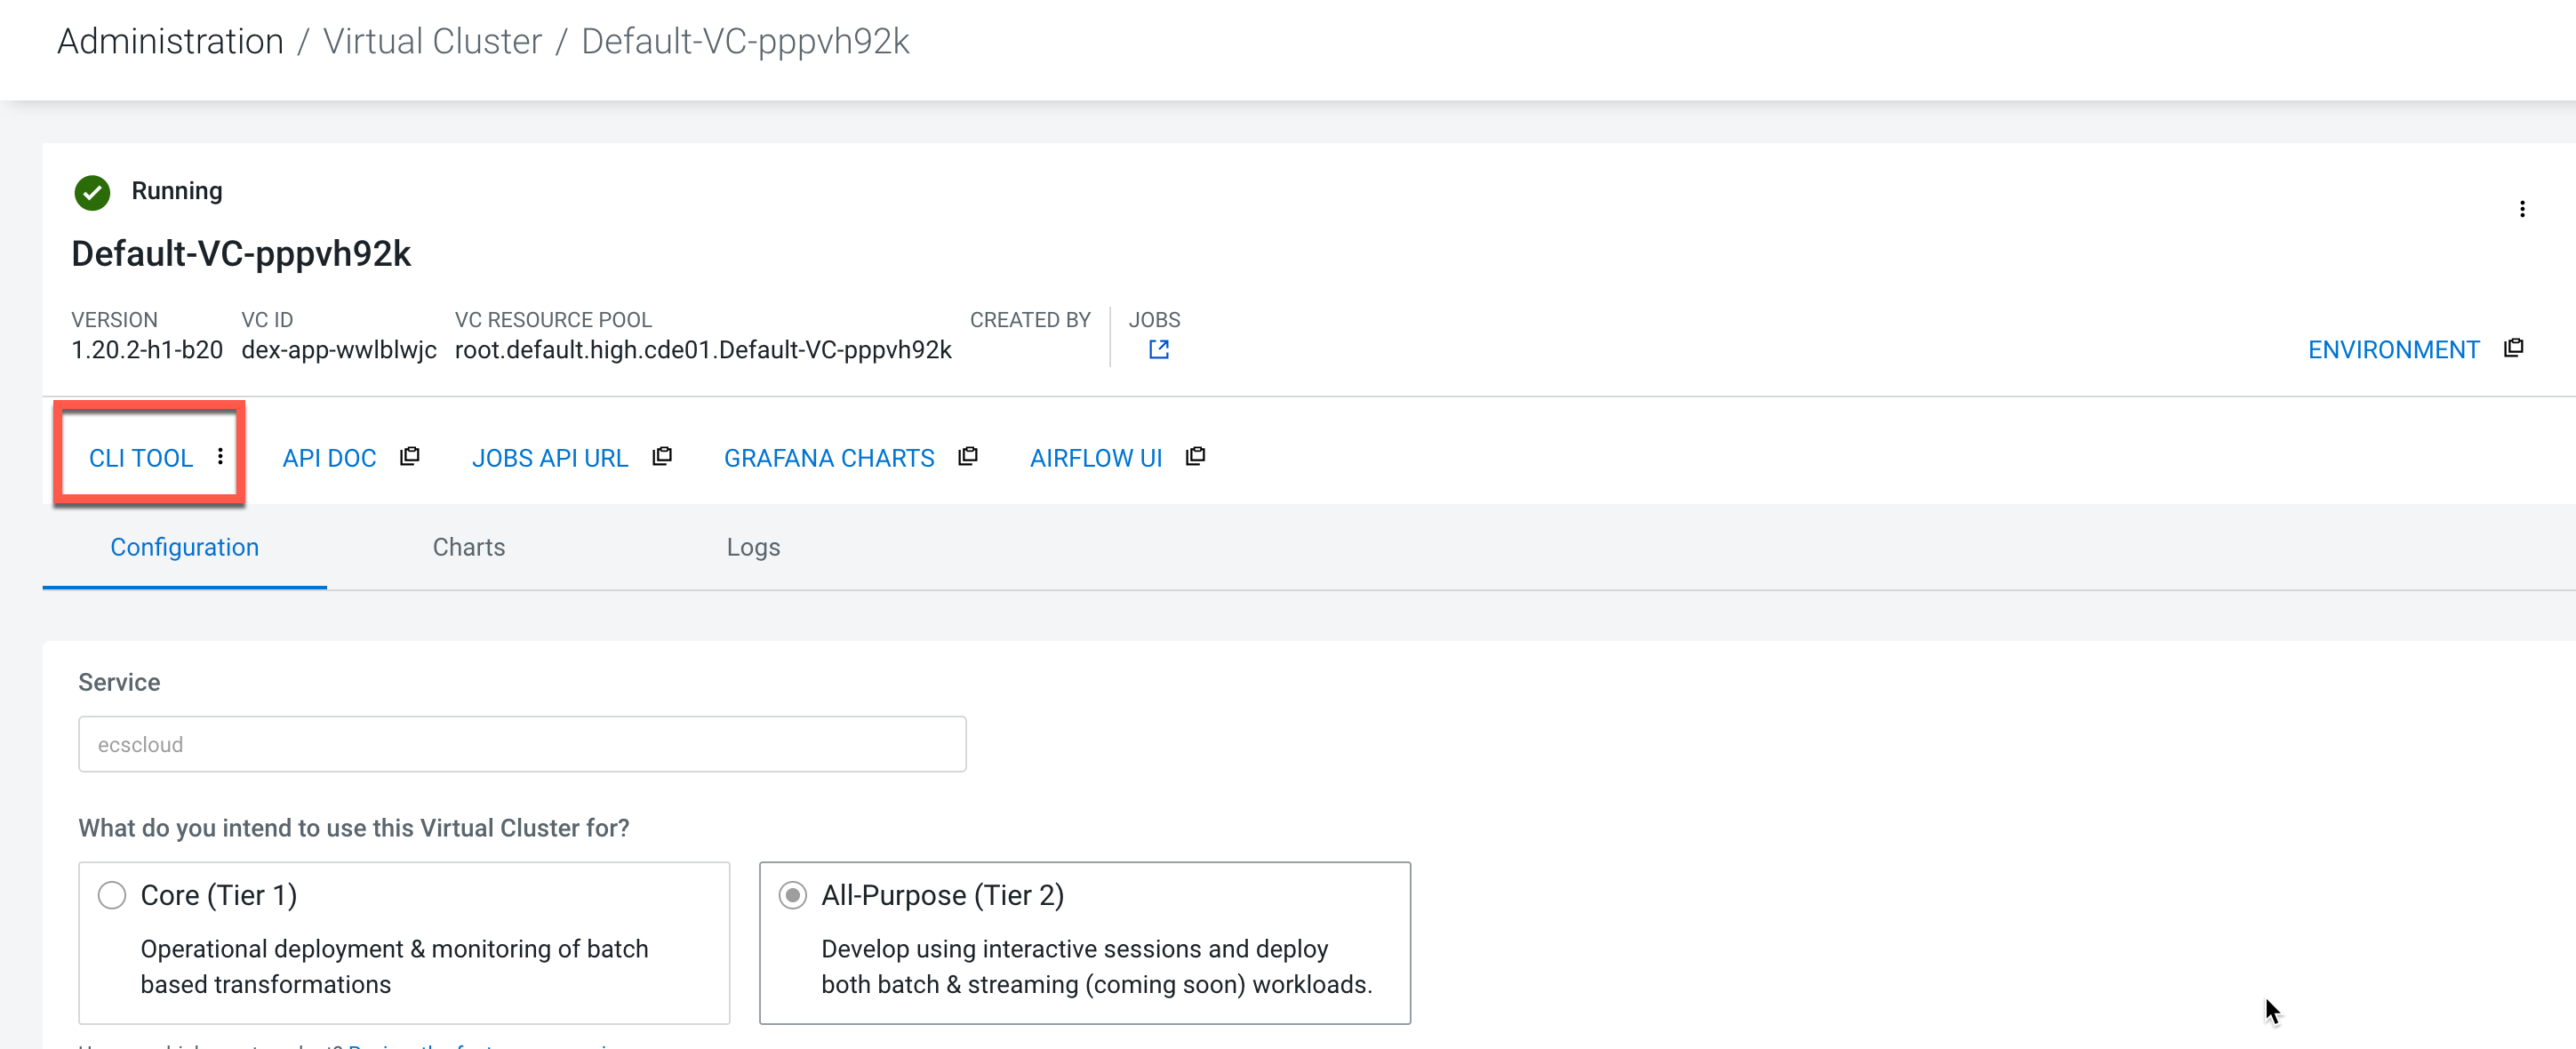 Administration / Virtual Cluster / Default-VC-pppvh92k
Running
Default-VC-pppvh92k
VERSION VC ID VC RESOURCE POOL CREATED BY JOBS
1.20.2-h1-b20 dex-app-wwlblwjc root.default.high.cde01.Default-VC-pppvh92k ENVIRONMENT
CLI TOOL API DOC JOBS API URL GRAFANA CHARTS AIRFLOW UI
Configuration Charts Logs
Service
ecscloud
What do you intend to use this Virtual Cluster for?
Core (Tier 1)
Operational deployment & monitoring of batch
based transformations
All-Purpose (Tier 2)
Develop using interactive sessions and deploy
both batch & streaming (coming soon) workloads.